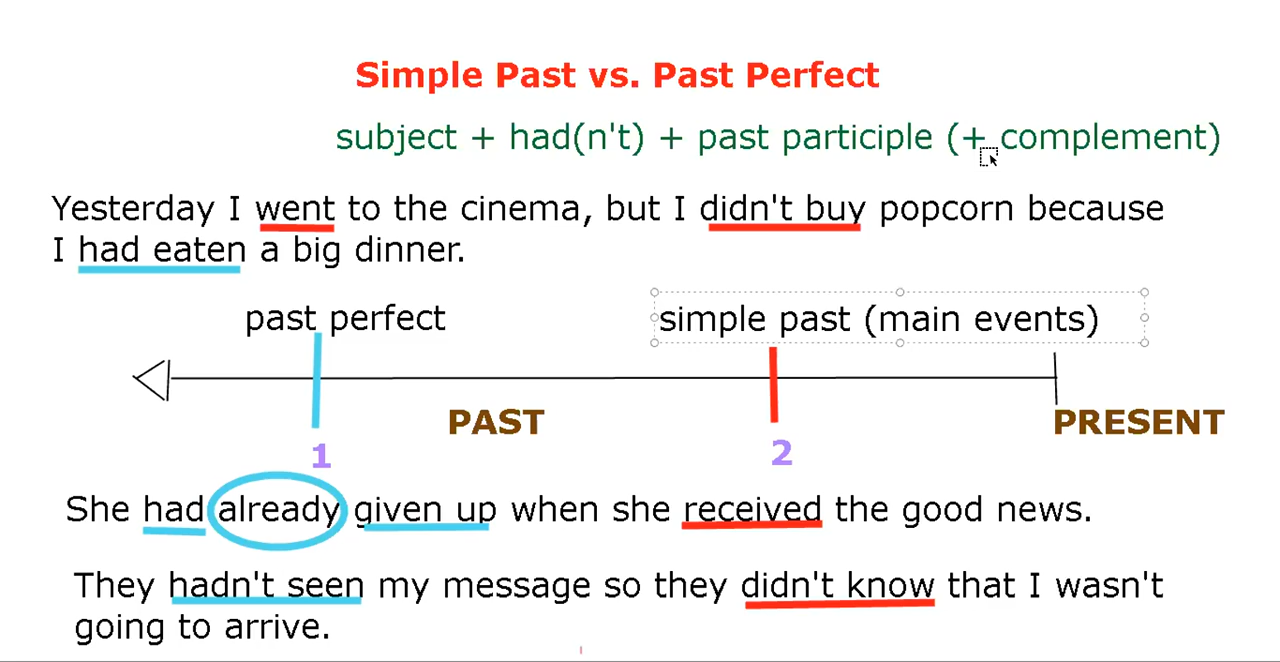 Simple Past vs. Past Perfect
subject + had(n't) + past participle (+ complement)
Yesterday I went to the cinema, but I didn't buy popcorn because
I had eaten a big dinner.
past perfect
simple past (main events)
PAST
PRESENT
1
2
She had already given up when she received the good news.
They hadn't seen my message so they didn't know that I wasn't
going to arrive.